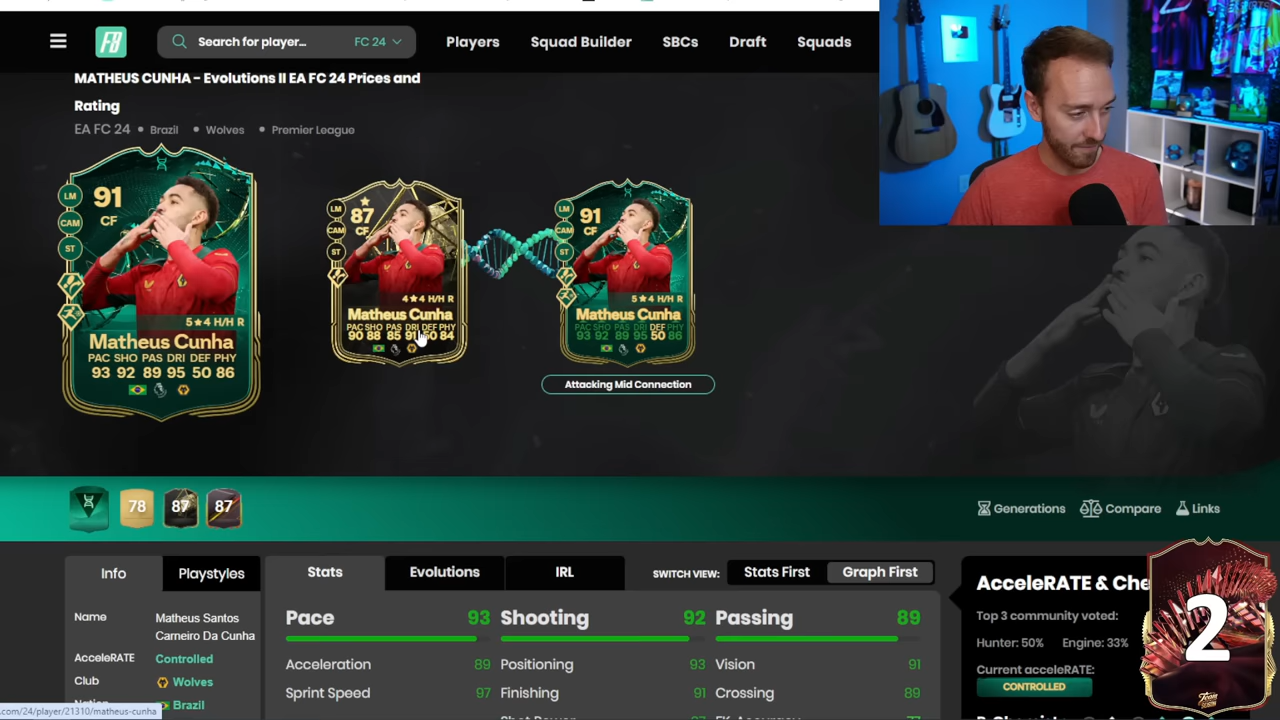 FB
Search for player...
FC 24
Players
Squad Builder
SBCs
Draft
Squads
MATHEUS CUNHA - Evolutions II EA FC 24 Prices and
Rating
EA FC 24 • Brazil • Wolves • Premier League
91
CF
LM
CAM
ST
5★4 H/H R
Matheus Cunha
PAC SHO PAS DRI DEF PHY
93 92 89 95 50 86
87
CF
LM
CAM
ST
4★4 H/H R
Matheus Cunha
PAC SHO PAS DRI DEF PHY
90 88 85 91 50 84
91
CF
LM
CAM
ST
5★4 H/H R
Matheus Cunha
PAC SHO PAS DRI DEF PHY
93 92 89 95 50 86
Attacking Mid Connection
78
87
87
Generations
Compare
Links
Info
Playstyles
Stats
Evolutions
IRL
SWITCH VIEW:
Stats First
Graph First
Name
Matheus Santos
Carneiro Da Cunha
AcceleRATE
Controlled
Club
Wolves
Brazil
Pace 93
Acceleration 89
Sprint Speed 97
Shooting 92
Positioning 93
Finishing 91
Passing 89
Vision 91
Crossing 89
AcceleRATE & Che
Top 3 community voted:
Hunter: 50%
Engine: 33%
Current acceleRATE:
CONTROLLED
2
.com/24/player/21310/matheus-cunha